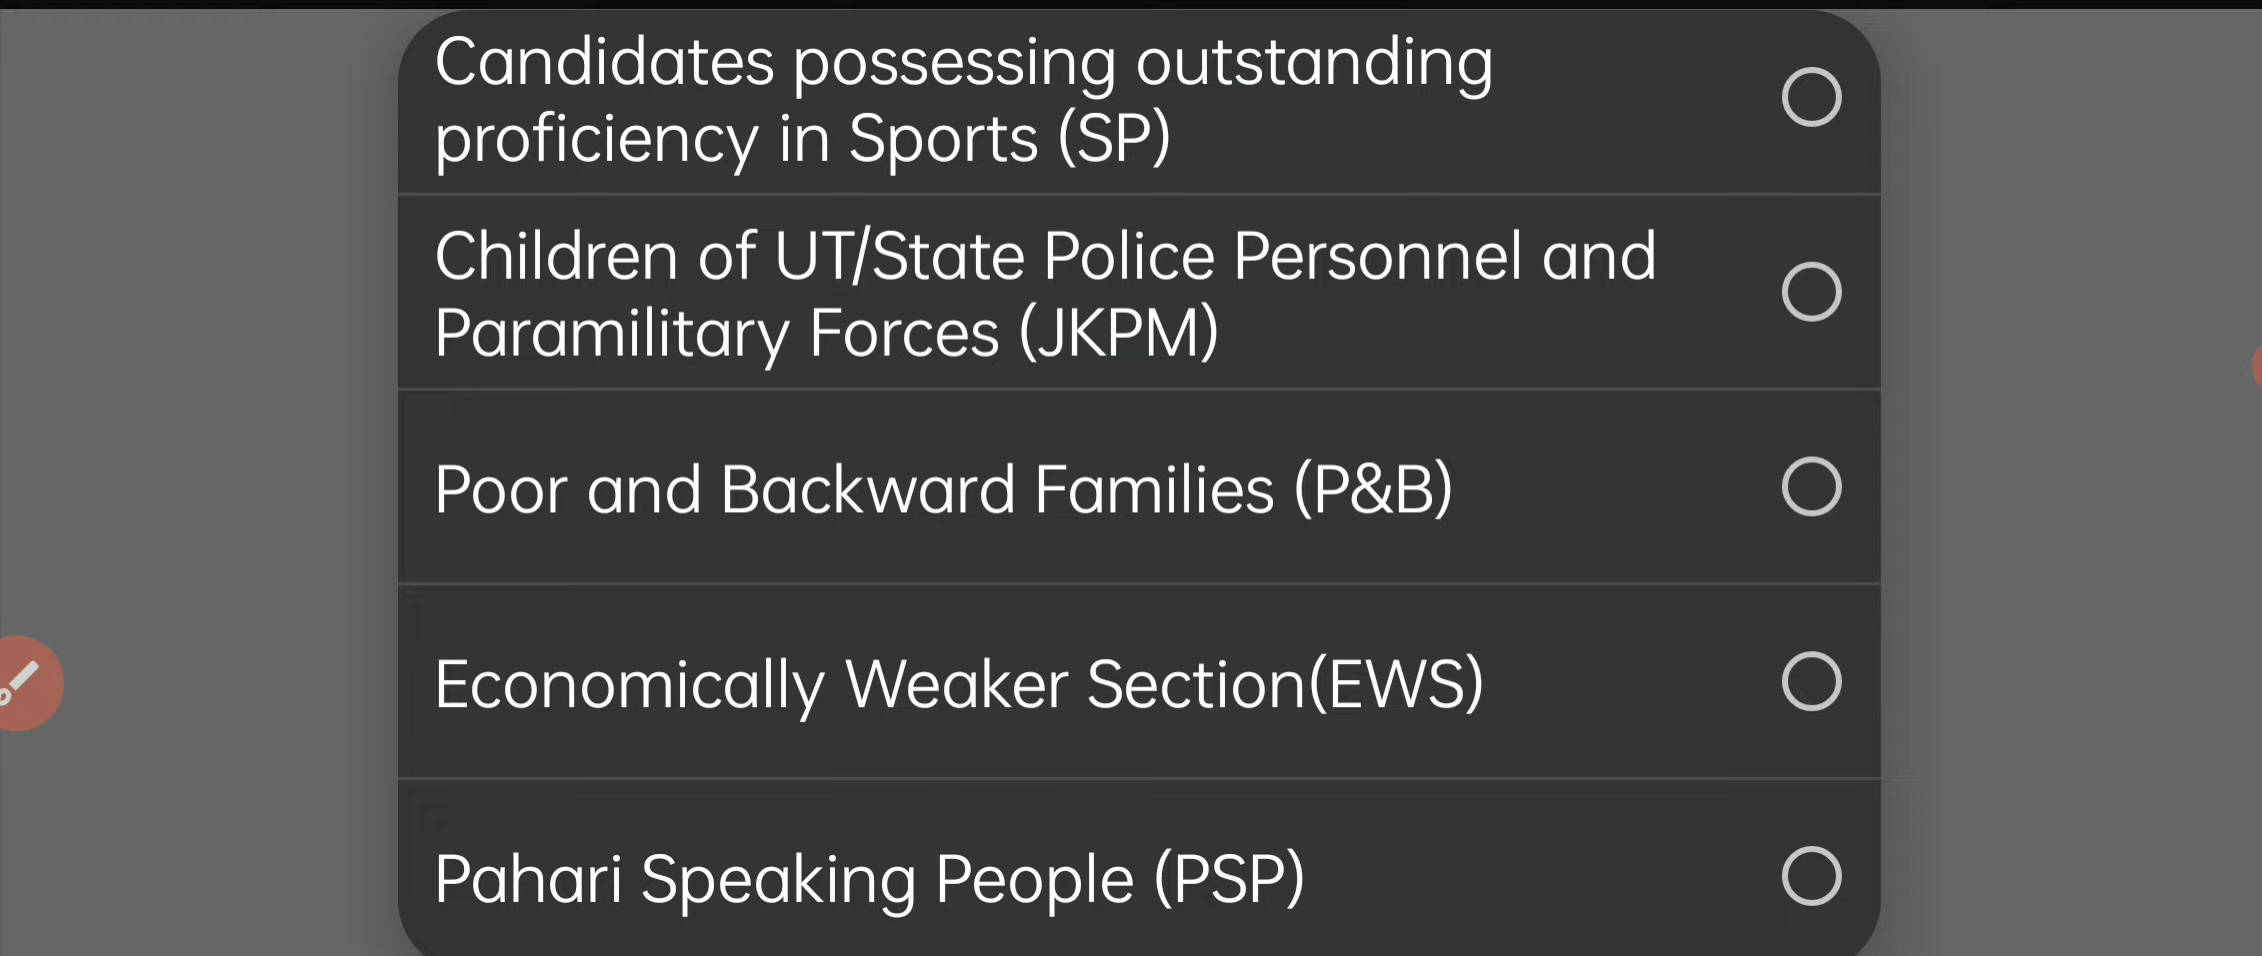 Candidates possessing outstanding
proficiency in Sports (SP)
Children of UT/State Police Personnel and
Paramilitary Forces (JKPM)
Poor and Backward Families (P&B)
Economically Weaker Section(EWS)
Pahari Speaking People (PSP)